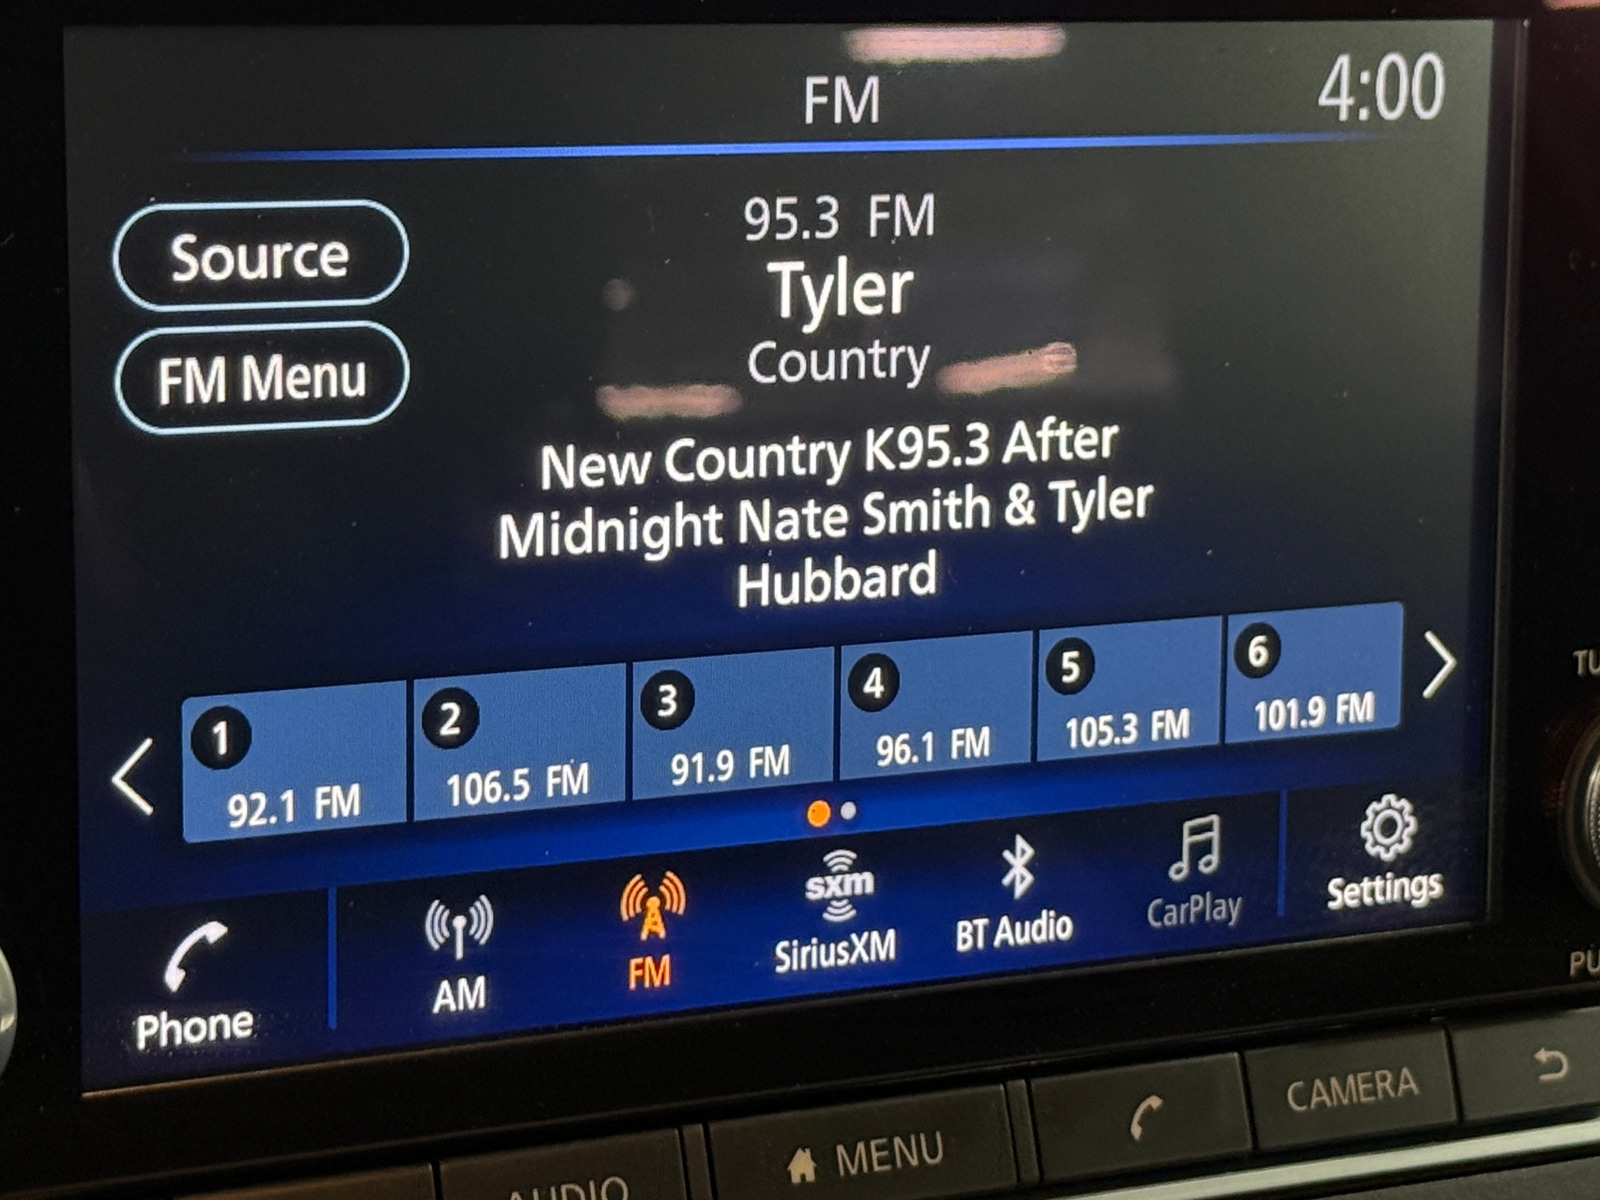 FM
4:00
95.3 FM
Source
Tyler
Country
FM Menu
New Country K95.3 After
Midnight Nate Smith & Tyler
Hubbard
1
92.1 FM
2
106.5 FM
3
91.9 FM
4
96.1 FM
5
105.3 FM
6
101.9 FM
Phone
AM
FM
sxm
SiriusXM
BT Audio
CarPlay
Settings
AUDIO
MENU
CAMERA